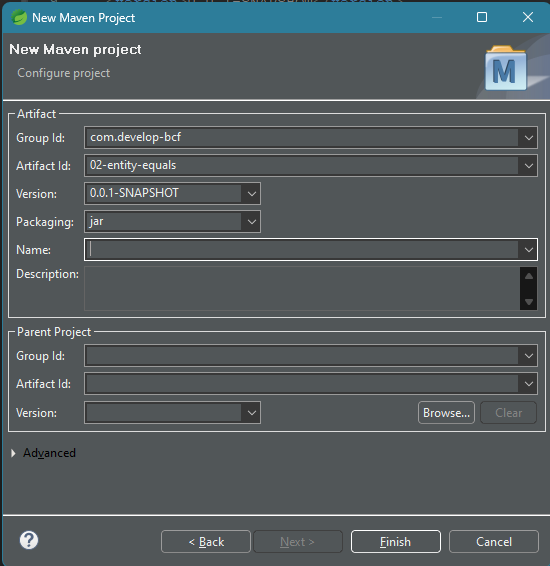 New Maven Project
New Maven project
Configure project
M
Artifact
Group Id: com.develop-bcf
Artifact Id: 02-entity-equals
Version: 0.0.1-SNAPSHOT
Packaging: jar
Name:
Description:
Parent Project
Group Id:
Artifact Id:
Version: Browse... Clear
Advanced
? < Back Next > Finish Cancel